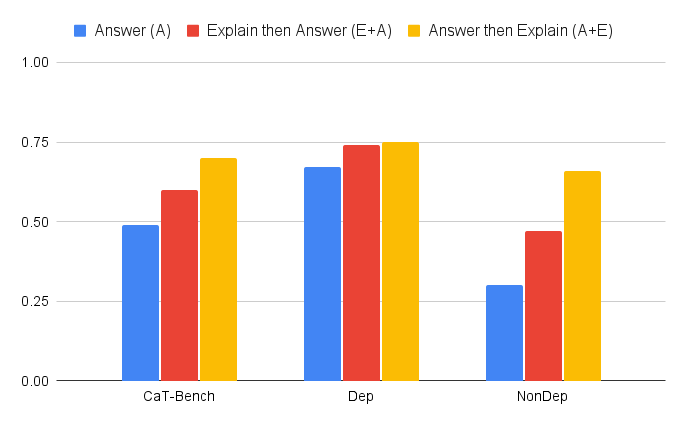 Answer (A) Explain then Answer (E+A) Answer then Explain (A+E)
1.00
0.75
0.50
0.25
0.00
CaT-Bench Dep NonDep